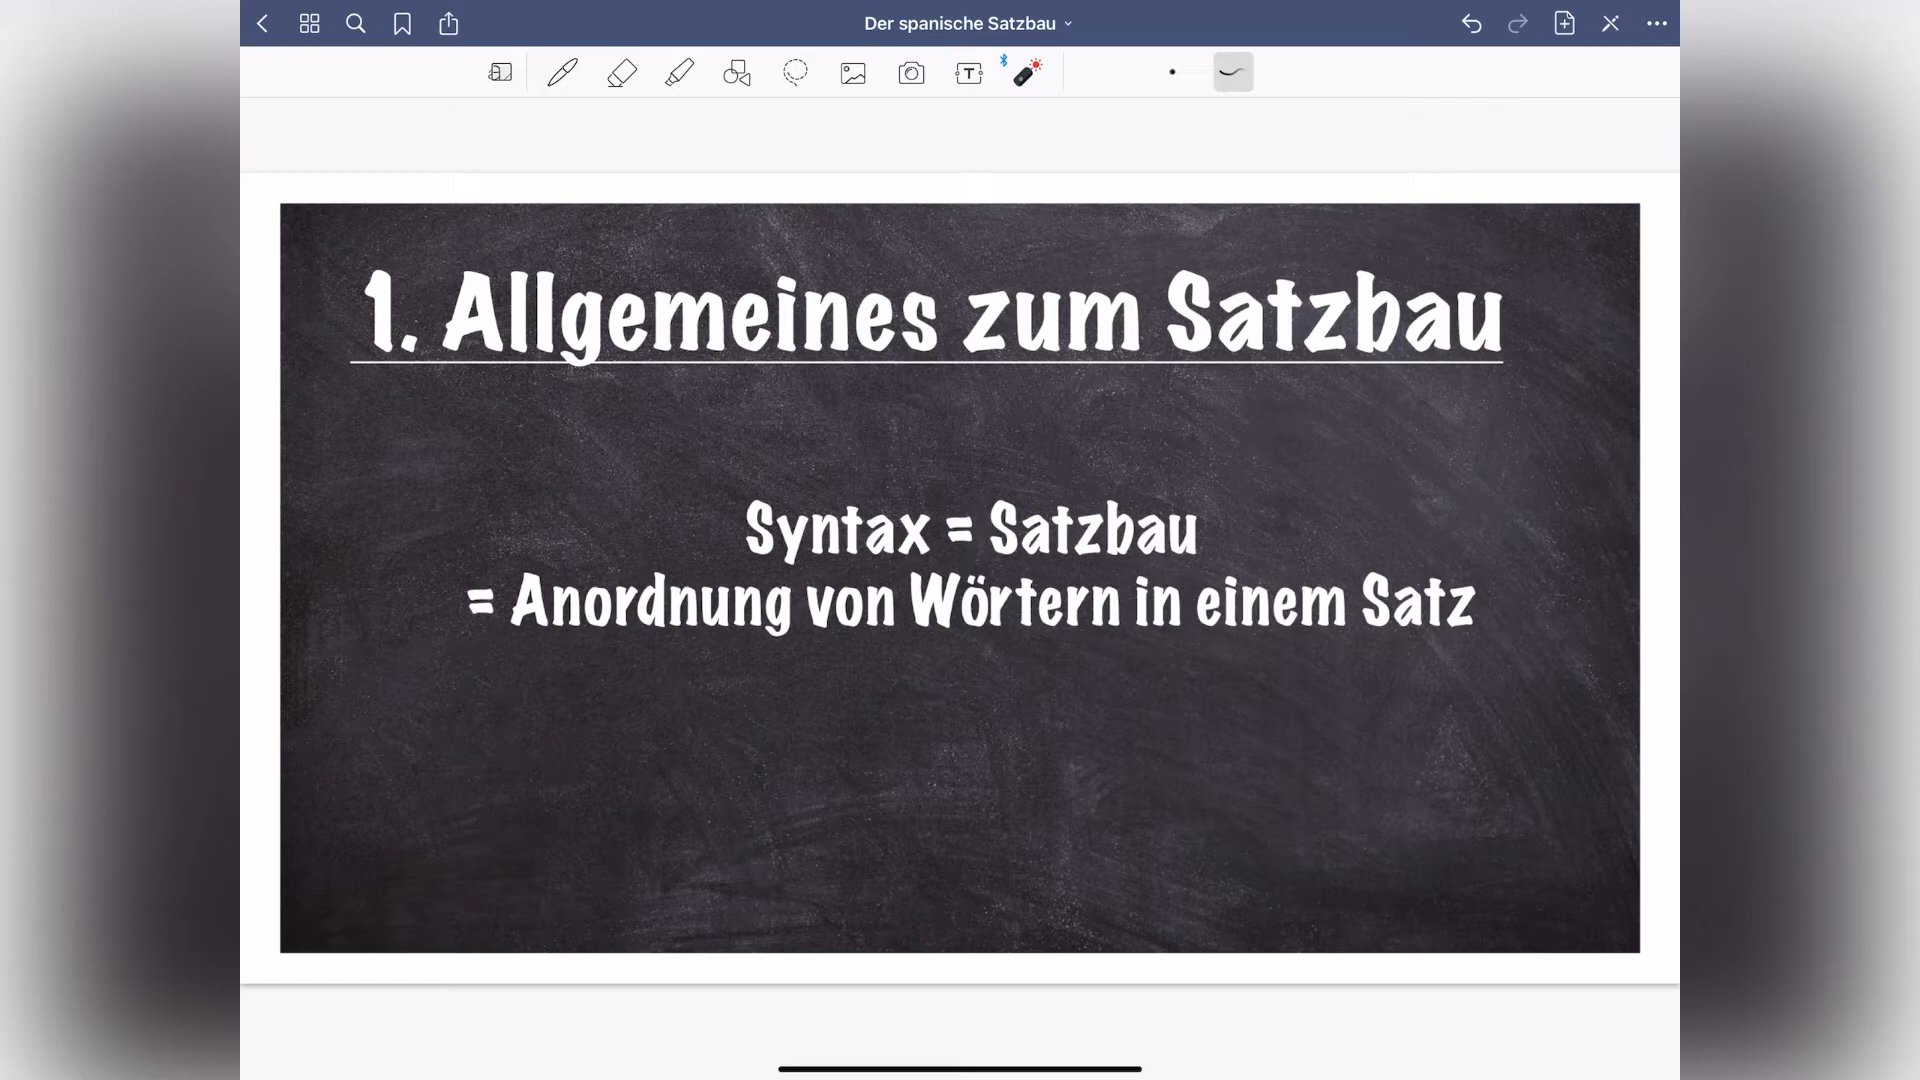 Der spanische Satzbau
1. Allgemeines zum Satzbau
Syntax = Satzbau
= Anordnung von Wörtern in einem Satz